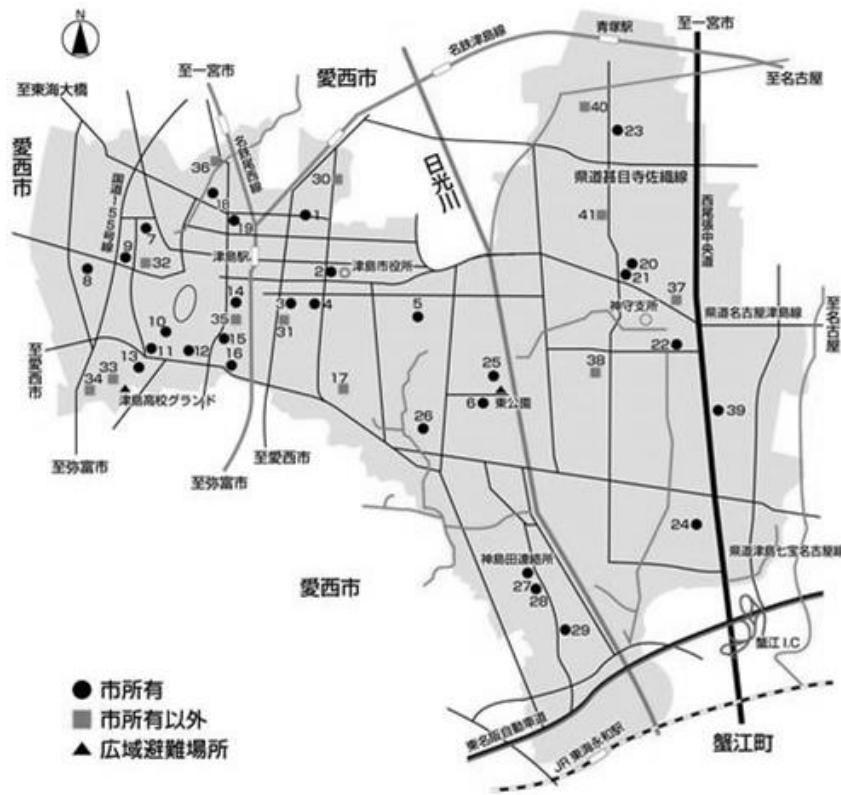 N
至一宮市
愛西市
名鉄津島線
青塚駅
至一宮市
至名古屋
至東海大橋
愛西市
国道155号線
名鉄尾西線
日光川
40
23
36
30
県道甚目寺佐織線
18
1
41
西尾張中央道
7
19
9
32
津島駅
2
津島市役所
20
21
8
37
14
3
4
5
神守支所
県道名古屋津島線
至名古屋
35
31
10
15
22
至愛西市
11
12
16
13
25
38
33
34
17
6
東公園
津島高校グランド
39
26
至弥富市
至愛西市
至弥富市
24
県道津島七宝名古屋線
神島田連絡所
27
28
愛西市
29
蟹江I.C
市所有
市所有以外
広域避難場所
東名阪自動車道
JR東海永和駅
蟹江町